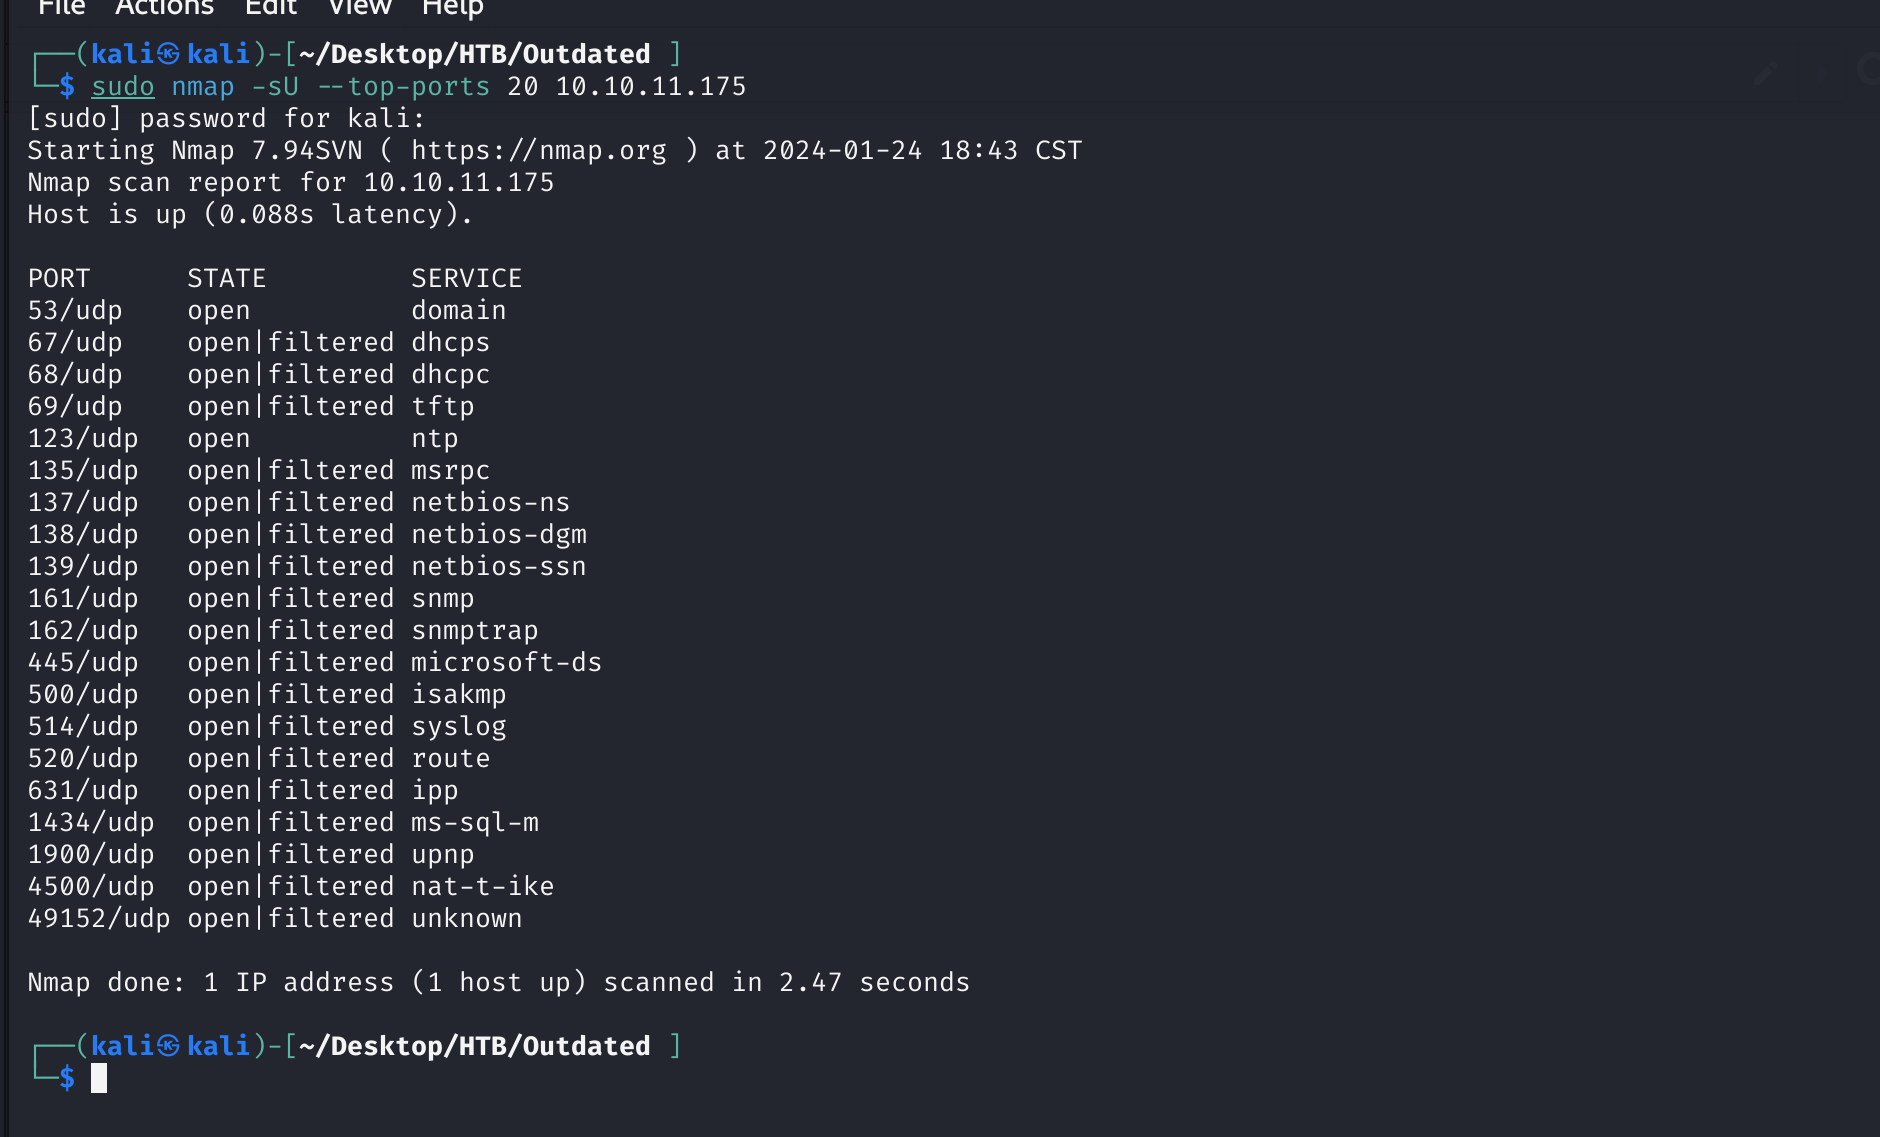 File Actions Edit View Help
┌──(kali㉿kali)-[~/Desktop/HTB/Outdated ]
└─$ sudo nmap -sU --top-ports 20 10.10.11.175
[sudo] password for kali:
Starting Nmap 7.94SVN ( https://nmap.org ) at 2024-01-24 18:43 CST
Nmap scan report for 10.10.11.175
Host is up (0.088s latency).

PORT      STATE         SERVICE
53/udp    open          domain
67/udp    open|filtered dhcps
68/udp    open|filtered dhcpc
69/udp    open|filtered tftp
123/udp   open          ntp
135/udp   open|filtered msrpc
137/udp   open|filtered netbios-ns
138/udp   open|filtered netbios-dgm
139/udp   open|filtered netbios-ssn
161/udp   open|filtered snmp
162/udp   open|filtered snmptrap
445/udp   open|filtered microsoft-ds
500/udp   open|filtered isakmp
514/udp   open|filtered syslog
520/udp   open|filtered route
631/udp   open|filtered ipp
1434/udp  open|filtered ms-sql-m
1900/udp  open|filtered upnp
4500/udp  open|filtered nat-t-ike
49152/udp open|filtered unknown

Nmap done: 1 IP address (1 host up) scanned in 2.47 seconds

┌──(kali㉿kali)-[~/Desktop/HTB/Outdated ]
└─$